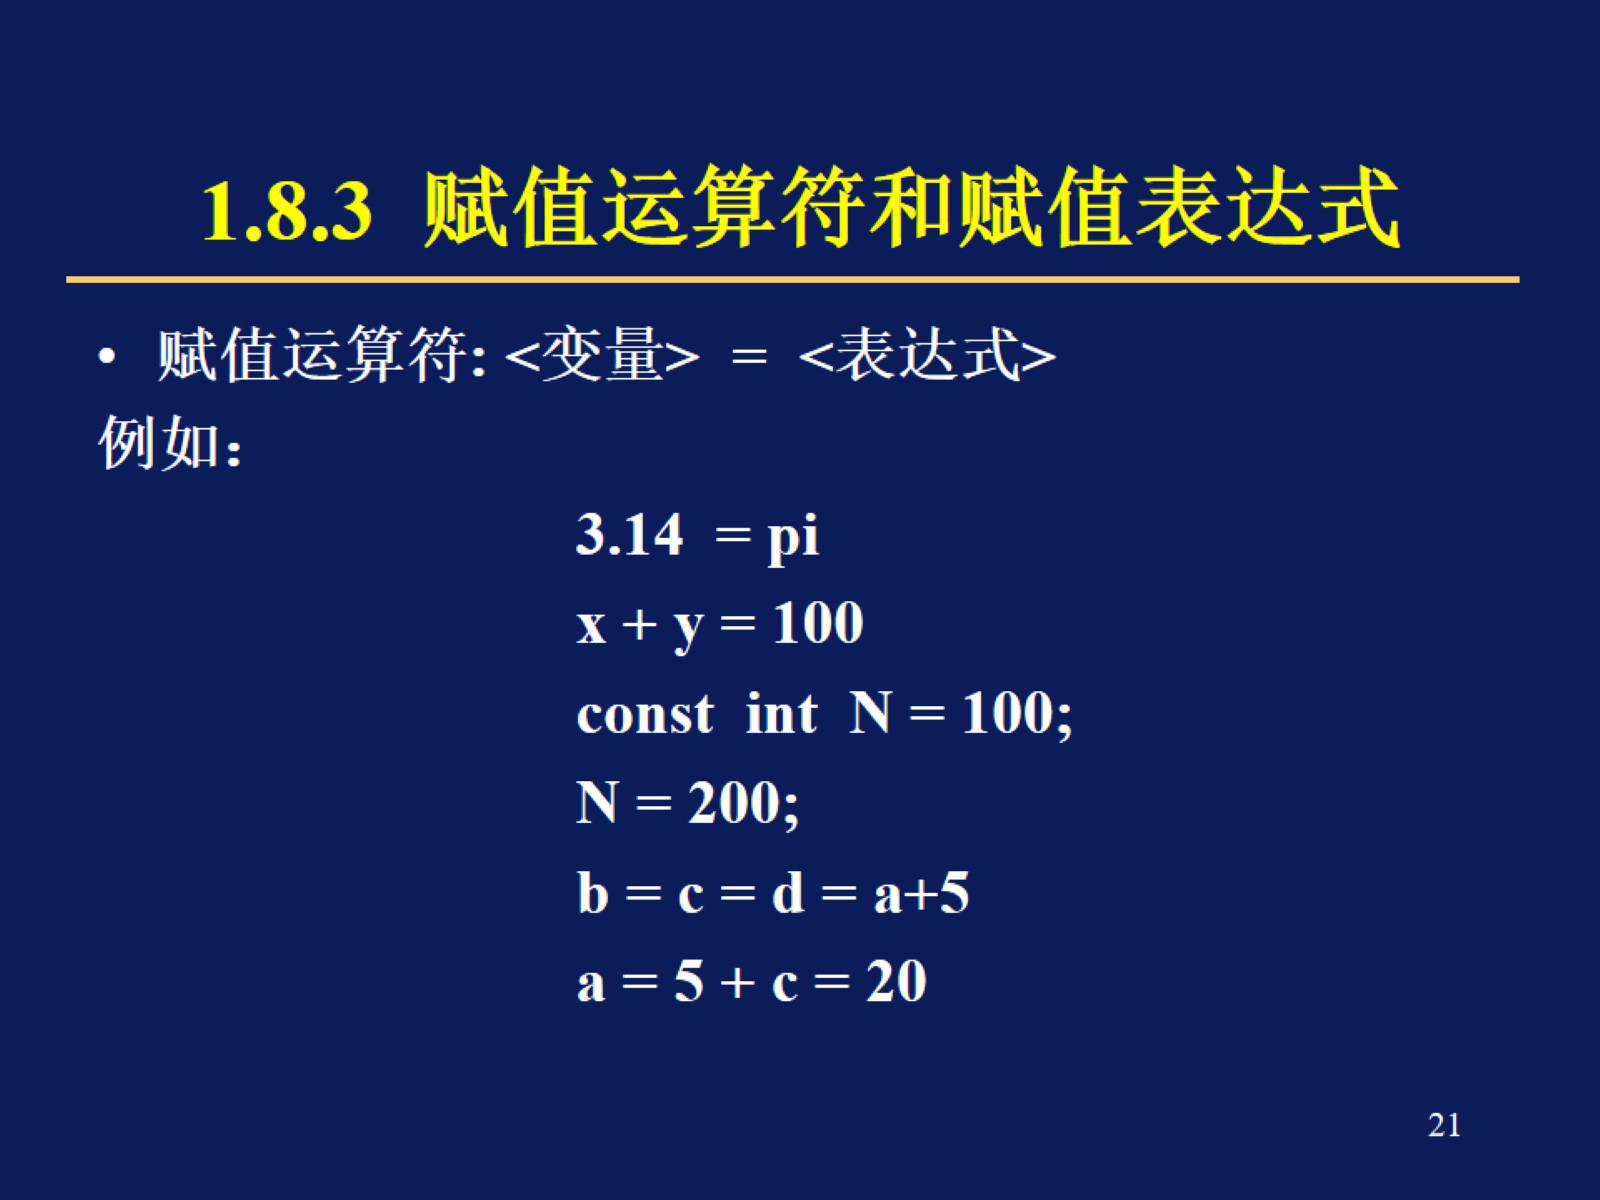 1.8.3 赋值运算符和赋值表达式
• 赋值运算符: <变量> = <表达式>
例如：
3.14 = pi
x + y = 100
const int N = 100;
N = 200;
b = c = d = a+5
a = 5 + c = 20
21